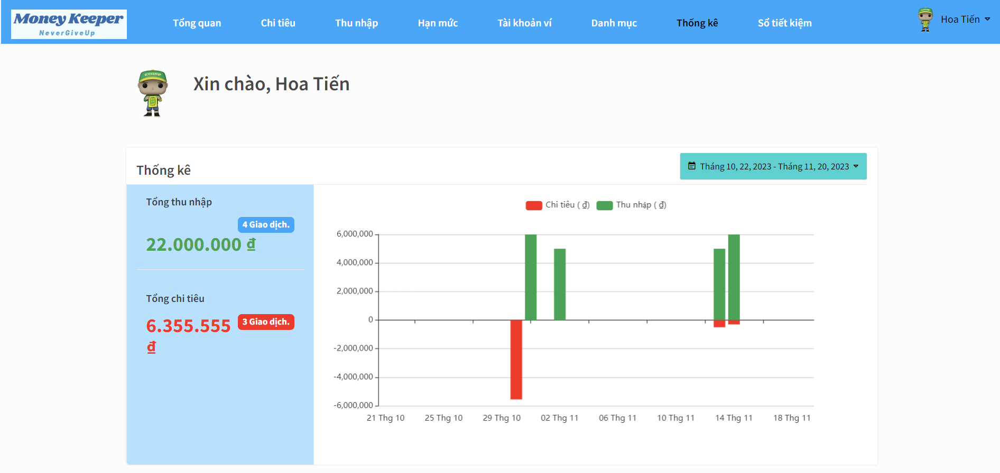 Money Keeper
NeverGiveUp
Tổng quan
Chi tiêu
Thu nhập
Hạn mức
Tài khoản ví
Danh mục
Thống kê
Sổ tiết kiệm
Hoa Tiến
Xin chào, Hoa Tiến
Thống kê
Tháng 10, 22, 2023 - Tháng 11, 20, 2023
Tổng thu nhập
4 Giao dịch.
22.000.000 ₫
Tổng chi tiêu
6.355.555
₫
3 Giao dịch.
Chi tiêu ( ₫)
Thu nhập ( ₫)
6,000,000
4,000,000
2,000,000
0
-2,000,000
-4,000,000
-6,000,000
21 Thg 10
25 Thg 10
29 Thg 10
02 Thg 11
06 Thg 11
10 Thg 11
14 Thg 11
18 Thg 11